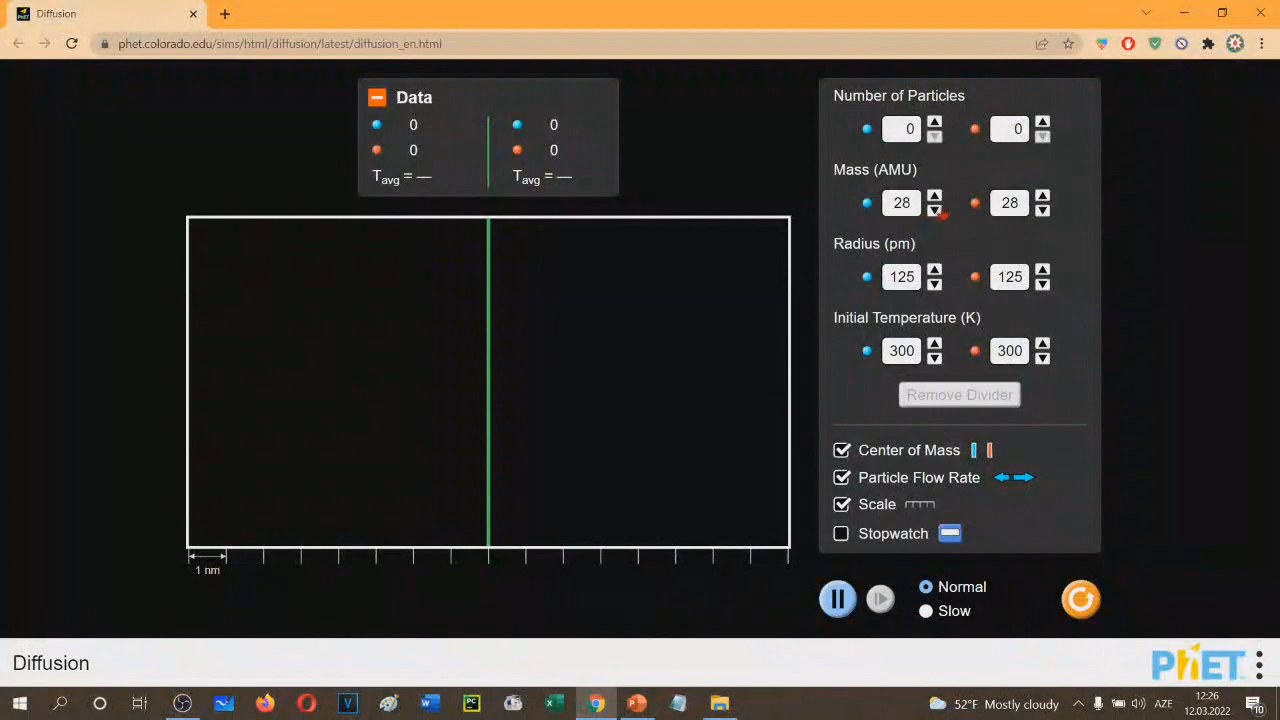 Diffusion
phet.colorado.edu/sims/html/diffusion/latest/diffusion_en.html
Data
0 0
0 0
Tavg = — Tavg = —
1 nm
Number of Particles
0 0
Mass (AMU)
28 28
Radius (pm)
125 125
Initial Temperature (K)
300 300
Remove Divider
Center of Mass
Particle Flow Rate
Scale
Stopwatch
Normal
Slow
Diffusion
PhET
V
W
PC
X
P
52°F Mostly cloudy
AZE
12:26
12.03.2022
10